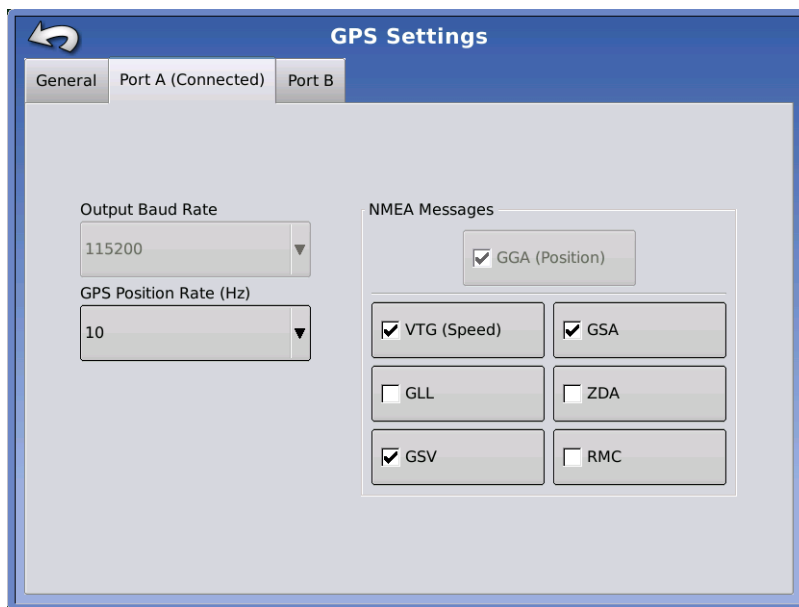 GPS Settings
General
Port A (Connected)
Port B
Output Baud Rate
115200
GPS Position Rate (Hz)
10
NMEA Messages
GGA (Position)
VTG (Speed)
GSA
GLL
ZDA
GSV
RMC